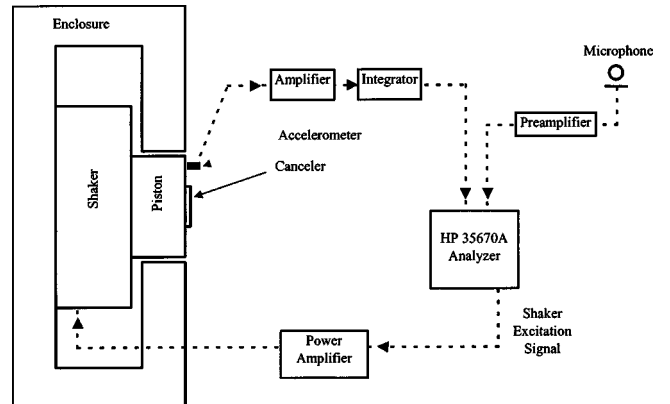 Enclosure
Microphone
Amplifier
Integrator
Preamplifier
Accelerometer
Canceler
Shaker
Piston
HP 35670A
Analyzer
Shaker
Excitation
Signal
Power
Amplifier